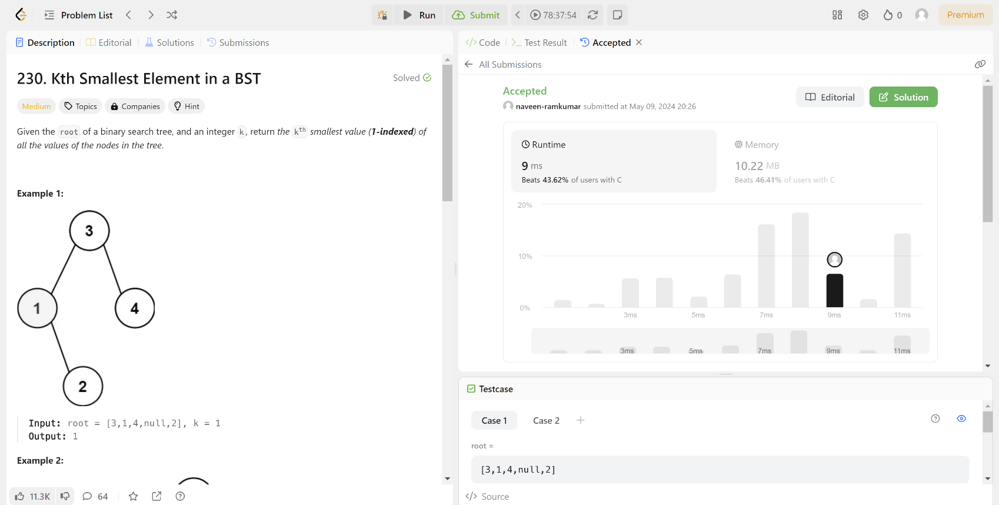 Problem List
Run
Submit
78:37:54
0
Premium
Description
Editorial
Solutions
Submissions
230. Kth Smallest Element in a BST
Solved
Medium
Topics
Companies
Hint
Given the root of a binary search tree, and an integer k, return the kth smallest value (1-indexed) of
all the values of the nodes in the tree.
Example 1:
3
1
4
2
Input: root = [3,1,4,null,2], k = 1
Output: 1
Example 2:
11.3K
64
Code
Test Result
Accepted
All Submissions
Accepted
naveen-ramkumar submitted at May 09, 2024 20:26
Editorial
Solution
Runtime
9 ms
Beats 43.62% of users with C
Memory
10.22 MB
Beats 46.41% of users with C
20%
10%
0%
3ms
5ms
7ms
9ms
11ms
3ms
5ms
7ms
9ms
11ms
Testcase
Case 1
Case 2
root =
[3,1,4,null,2]
Source